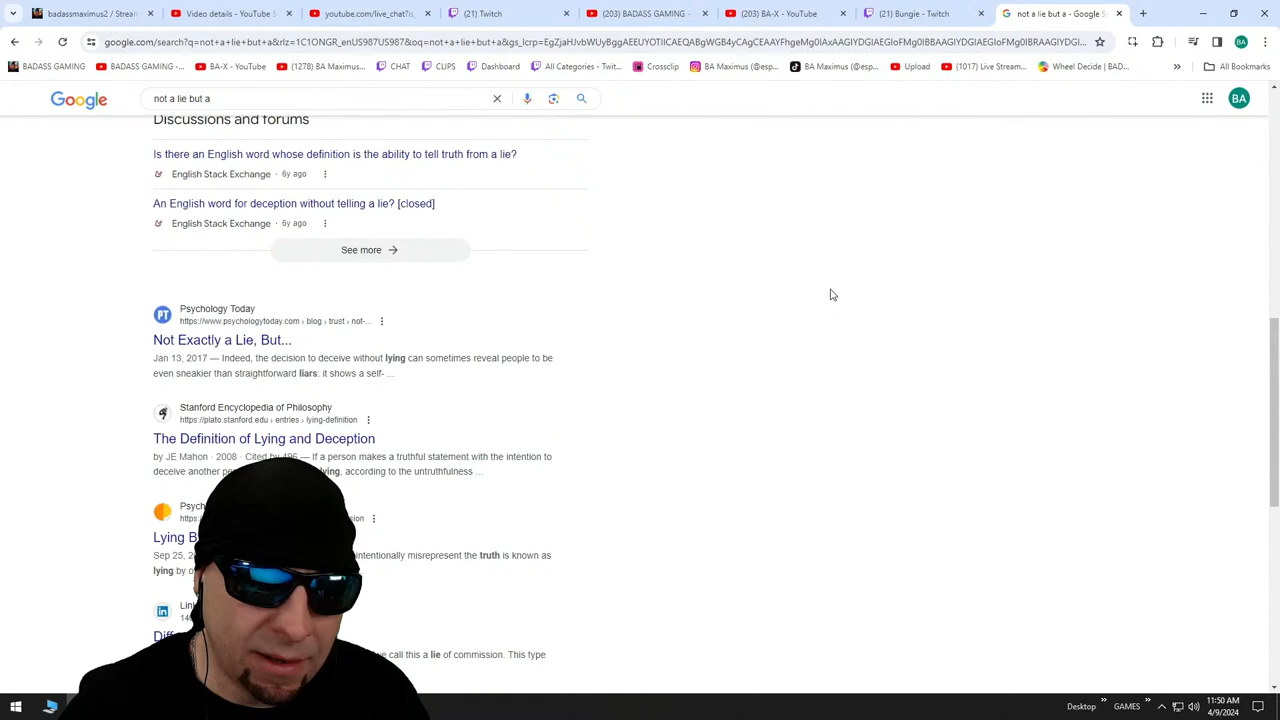 badassmaximus2 / Stream
Video details - YouTube S
youtube.com/live_chat?is
(21) Twitch
(203) BADASS GAMING -
(203) BA-X - YouTube
(21) Bungie - Twitch
not a lie but a - Google Se
google.com/search?q=not+a+lie+but+a&rlz=1C1ONGR_enUS987US987&oq=not+a+lie+but+a&gs_lcrp=
BADASS GAMING
BADASS GAMING -...
BA-X - YouTube
(1278) BA Maximus...
CHAT
CLIPS
Dashboard
All Categories - Twit...
Crossclip
BA Maximus (@esp...
BA Maximus (@esp...
Upload
(1017) Live Stream...
Wheel Decide | BAD...
All Bookmarks
Google
not a lie but a
BA
Discussions and forums
Is there an English word whose definition is the ability to tell truth from a lie?
English Stack Exchange · 6y ago
An English word for deception without telling a lie? [closed]
English Stack Exchange · 6y ago
See more
Psychology Today
https://www.psychologytoday.com › blog › trust › not-...
Not Exactly a Lie, But...
Jan 13, 2017 — Indeed, the decision to deceive without lying can sometimes reveal people to be
even sneakier than straightforward liars: it shows a self- ...
Stanford Encyclopedia of Philosophy
https://plato.stanford.edu › entries › lying-definition
The Definition of Lying and Deception
by JE Mahon · 2008 · Cited by 496 — If a person makes a truthful statement with the intention to
deceive another lying, according to the untruthfulness ...
Lying
Sep 25, intentionally misrepresent the truth is known as
lying by
call this a lie of commission. This type
Desktop
GAMES
11:50 AM
4/9/2024